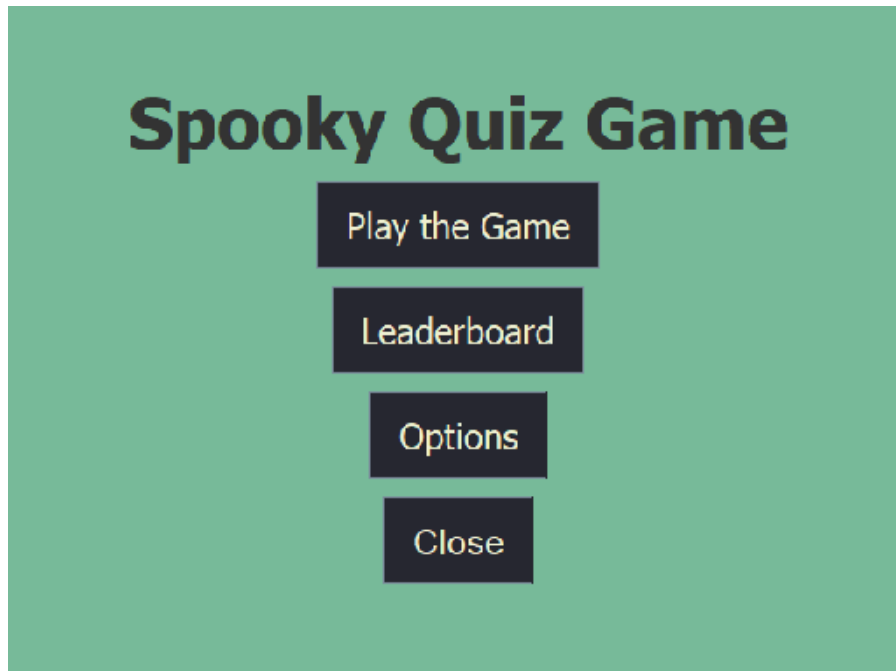 Spooky Quiz Game
Play the Game
Leaderboard
Options
Close